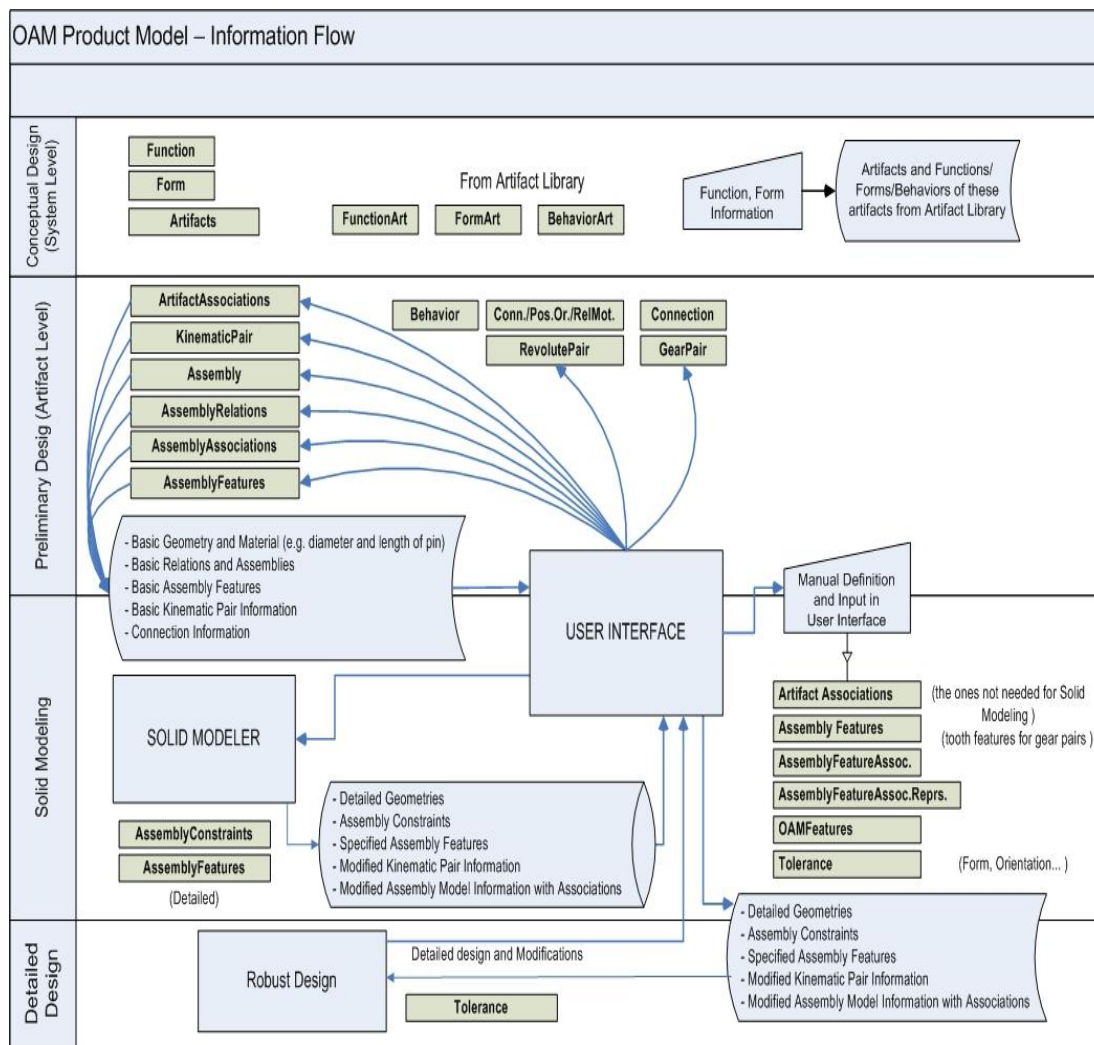 OAM Product Model – Information Flow
Conceptual Design
(System Level)
Function
Form
Artifacts
From Artifact Library
FunctionArt
FormArt
BehaviorArt
Function, Form
Information
Artifacts and Functions/
Forms/Behaviors of these
artifacts from Artifact Library
Preliminary Desig (Artifact Level)
ArtifactAssociations
KinematicPair
Assembly
AssemblyRelations
AssemblyAssociations
AssemblyFeatures
Behavior
Conn./Pos.Or./RelMot.
Connection
RevolutePair
GearPair
- Basic Geometry and Material (e.g. diameter and length of pin)
- Basic Relations and Assemblies
- Basic Assembly Features
- Basic Kinematic Pair Information
- Connection Information
USER INTERFACE
Manual Definition
and Input in
User Interface
Solid Modeling
SOLID MODELER
AssemblyConstraints
AssemblyFeatures
(Detailed)
- Detailed Geometries
- Assembly Constraints
- Specified Assembly Features
- Modified Kinematic Pair Information
- Modified Assembly Model Information with Associations
Artifact Associations
(the ones not needed for Solid
Modeling )
Assembly Features
(tooth features for gear pairs )
AssemblyFeatureAssoc.
AssemblyFeatureAssoc.Reprs.
OAMFeatures
Tolerance
(Form, Orientation... )
Detailed
Design
Robust Design
Detailed design and Modifications
Tolerance
- Detailed Geometries
- Assembly Constraints
- Specified Assembly Features
- Modified Kinematic Pair Information
- Modified Assembly Model Information with Associations